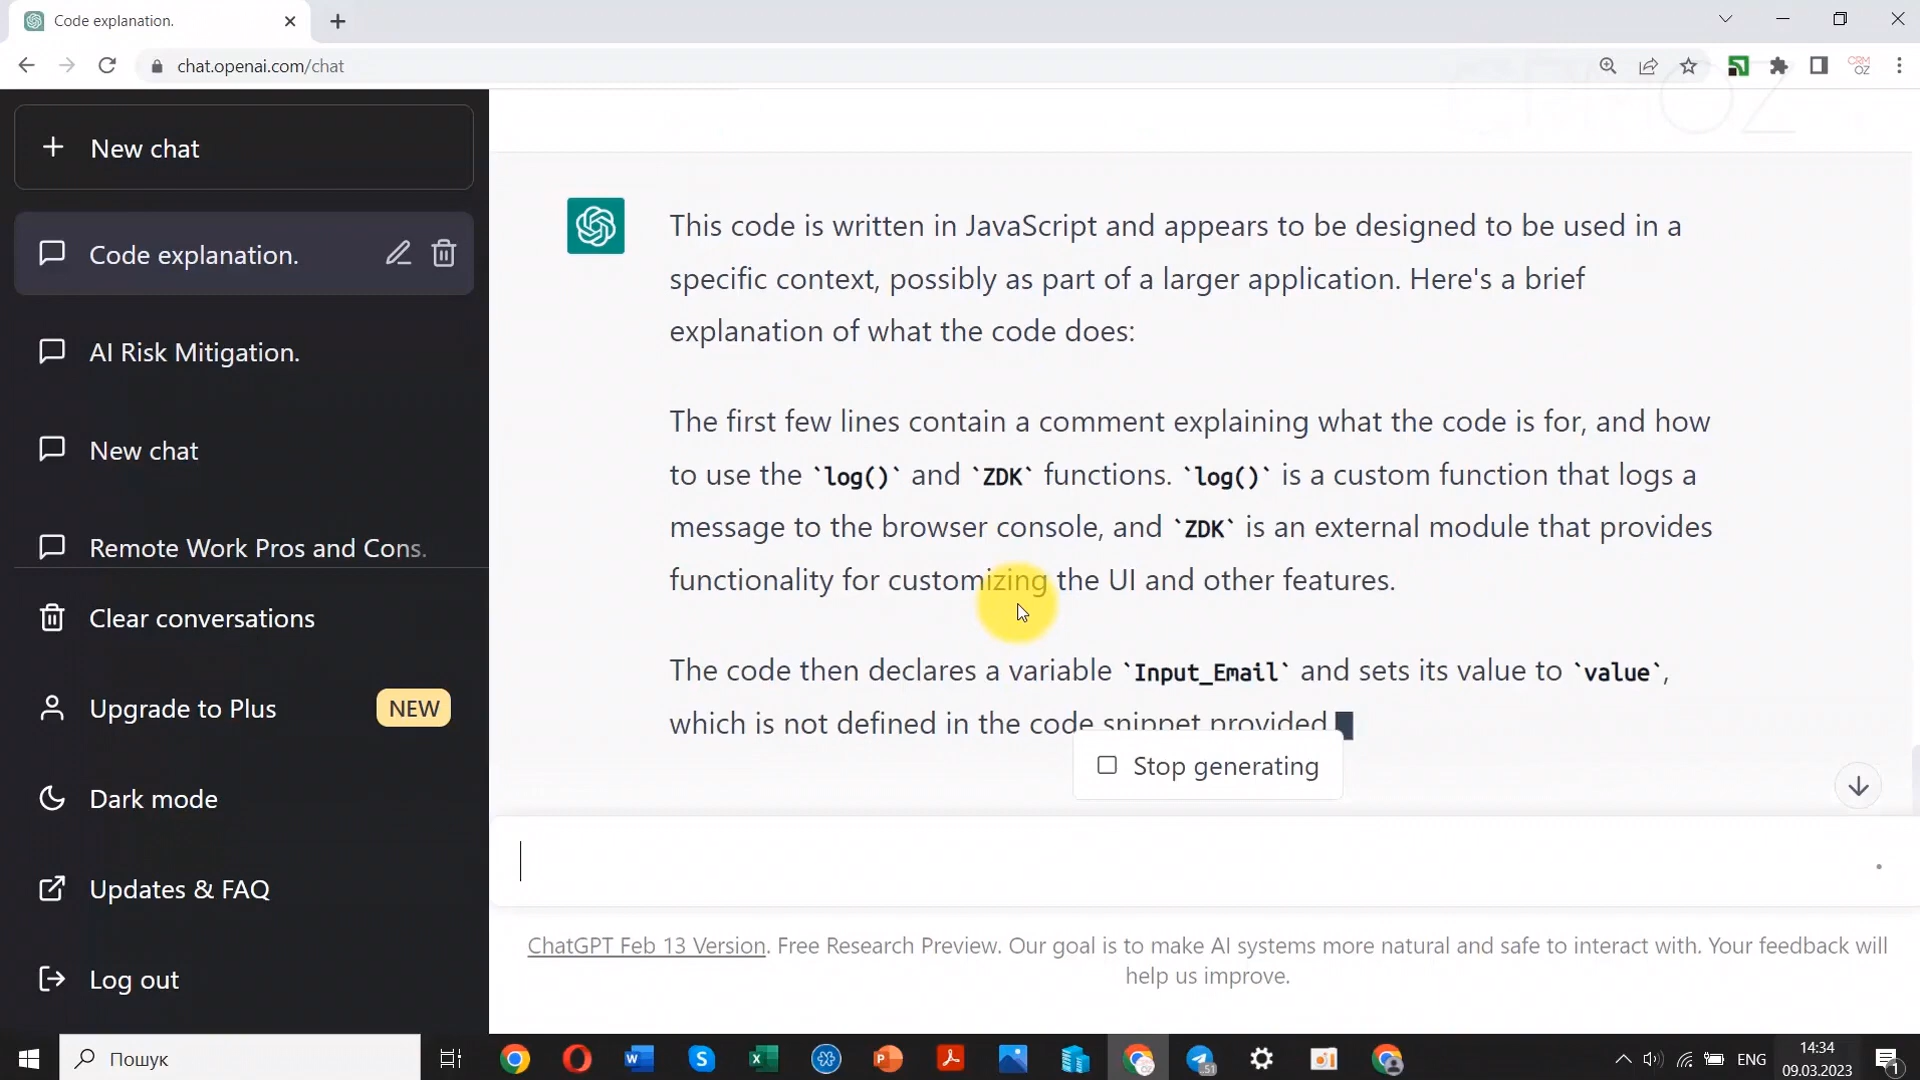 Code explanation.
chat.openai.com/chat
CRM
OZ
New chat
Code explanation.
AI Risk Mitigation.
New chat
Remote Work Pros and Cons.
Clear conversations
Upgrade to Plus NEW
Dark mode
Updates & FAQ
Log out
This code is written in JavaScript and appears to be designed to be used in a
specific context, possibly as part of a larger application. Here's a brief
explanation of what the code does:
The first few lines contain a comment explaining what the code is for, and how
to use the `log()` and `ZDK` functions. `log()` is a custom function that logs a
message to the browser console, and `ZDK` is an external module that provides
functionality for customizing the UI and other features.
The code then declares a variable `Input_Email` and sets its value to `value`,
which is not defined in the code snippet provided
Stop generating
ChatGPT Feb 13 Version. Free Research Preview. Our goal is to make AI systems more natural and safe to interact with. Your feedback will
help us improve.
Пошук
51
ENG
14:34
09.03.2023
1